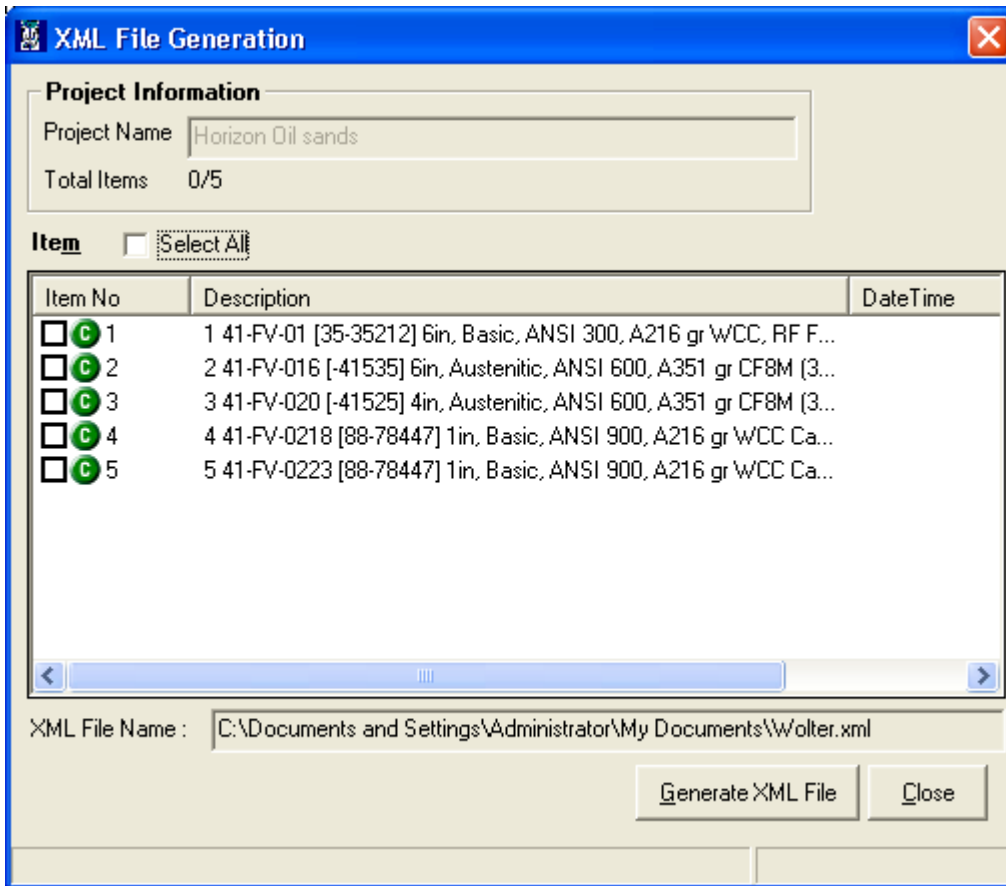 XML File Generation
Project Information
Project Name Horizon Oil sands
Total Items 0/5
Item Select All
Item No Description DateTime
C 1 1 41-FV-01 [35-35212] 6in, Basic, ANSI 300, A216 gr WCC, RF F...
C 2 2 41-FV-016 [-41535] 6in, Austenitic, ANSI 600, A351 gr CF8M (3...
C 3 3 41-FV-020 [-41525] 4in, Austenitic, ANSI 600, A351 gr CF8M (3...
C 4 4 41-FV-0218 [88-78447] 1in, Basic, ANSI 900, A216 gr WCC Ca...
C 5 5 41-FV-0223 [88-78447] 1in, Basic, ANSI 900, A216 gr WCC Ca...
XML File Name : C:\Documents and Settings\Administrator\My Documents\Wolter.xml
Generate XML File Close